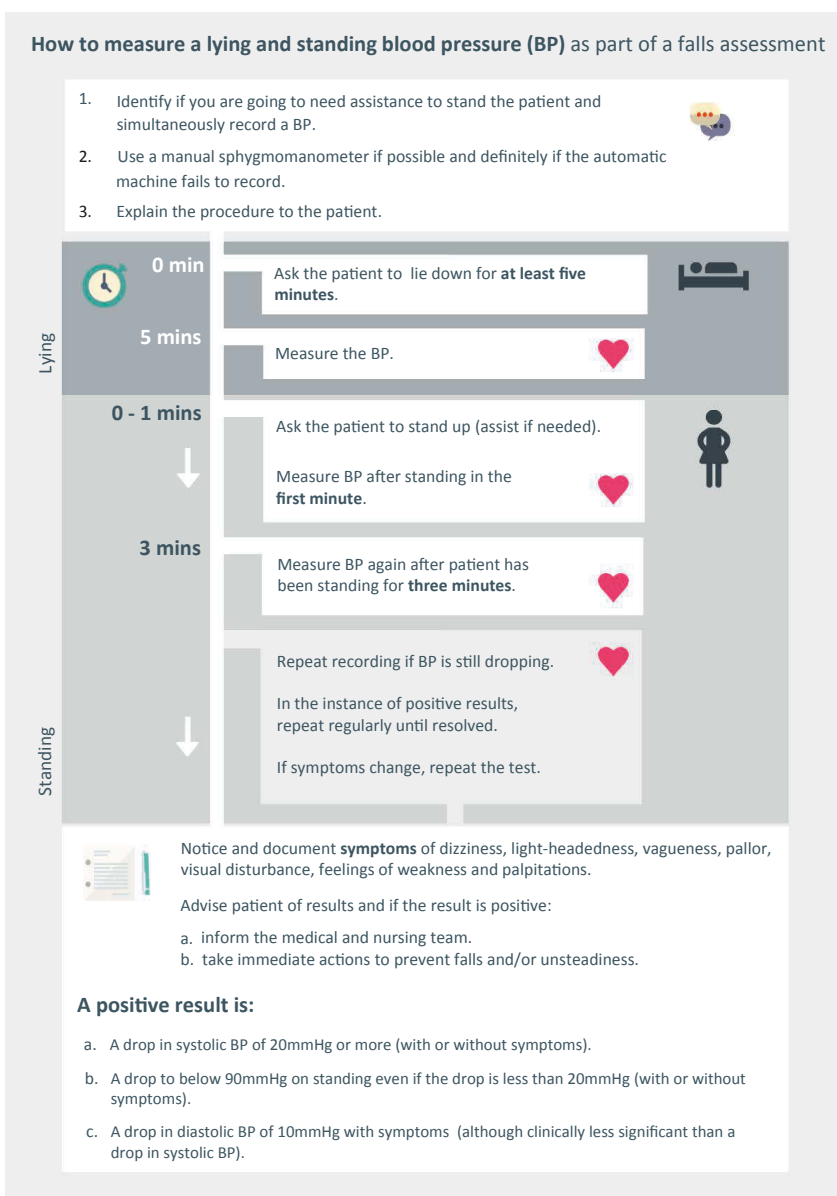 How to measure a lying and standing blood pressure (BP) as part of a falls assessment
1. Identify if you are going to need assistance to stand the patient and
simultaneously record a BP.
2. Use a manual sphygmomanometer if possible and definitely if the automatic
machine fails to record.
3. Explain the procedure to the patient.
Lying
0 min
Ask the patient to lie down for at least five
minutes.
5 mins
Measure the BP.
Standing
0 - 1 mins
Ask the patient to stand up (assist if needed).
Measure BP after standing in the
first minute.
3 mins
Measure BP again after patient has
been standing for three minutes.
Repeat recording if BP is still dropping.
In the instance of positive results,
repeat regularly until resolved.
If symptoms change, repeat the test.
Notice and document symptoms of dizziness, light-headedness, vagueness, pallor,
visual disturbance, feelings of weakness and palpitations.
Advise patient of results and if the result is positive:
a. inform the medical and nursing team.
b. take immediate actions to prevent falls and/or unsteadiness.
A positive result is:
a. A drop in systolic BP of 20mmHg or more (with or without symptoms).
b. A drop to below 90mmHg on standing even if the drop is less than 20mmHg (with or without
symptoms).
c. A drop in diastolic BP of 10mmHg with symptoms (although clinically less significant than a
drop in systolic BP).